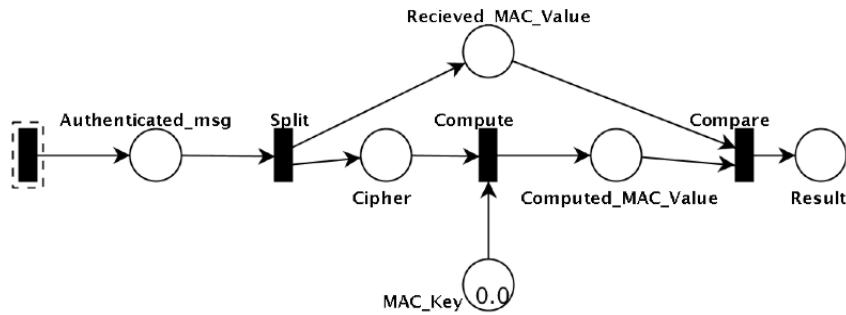 Recieved_MAC_Value
Authenticated_msg
Split
Compute
Compare
Cipher
Computed_MAC_Value
Result
MAC_Key
0.0